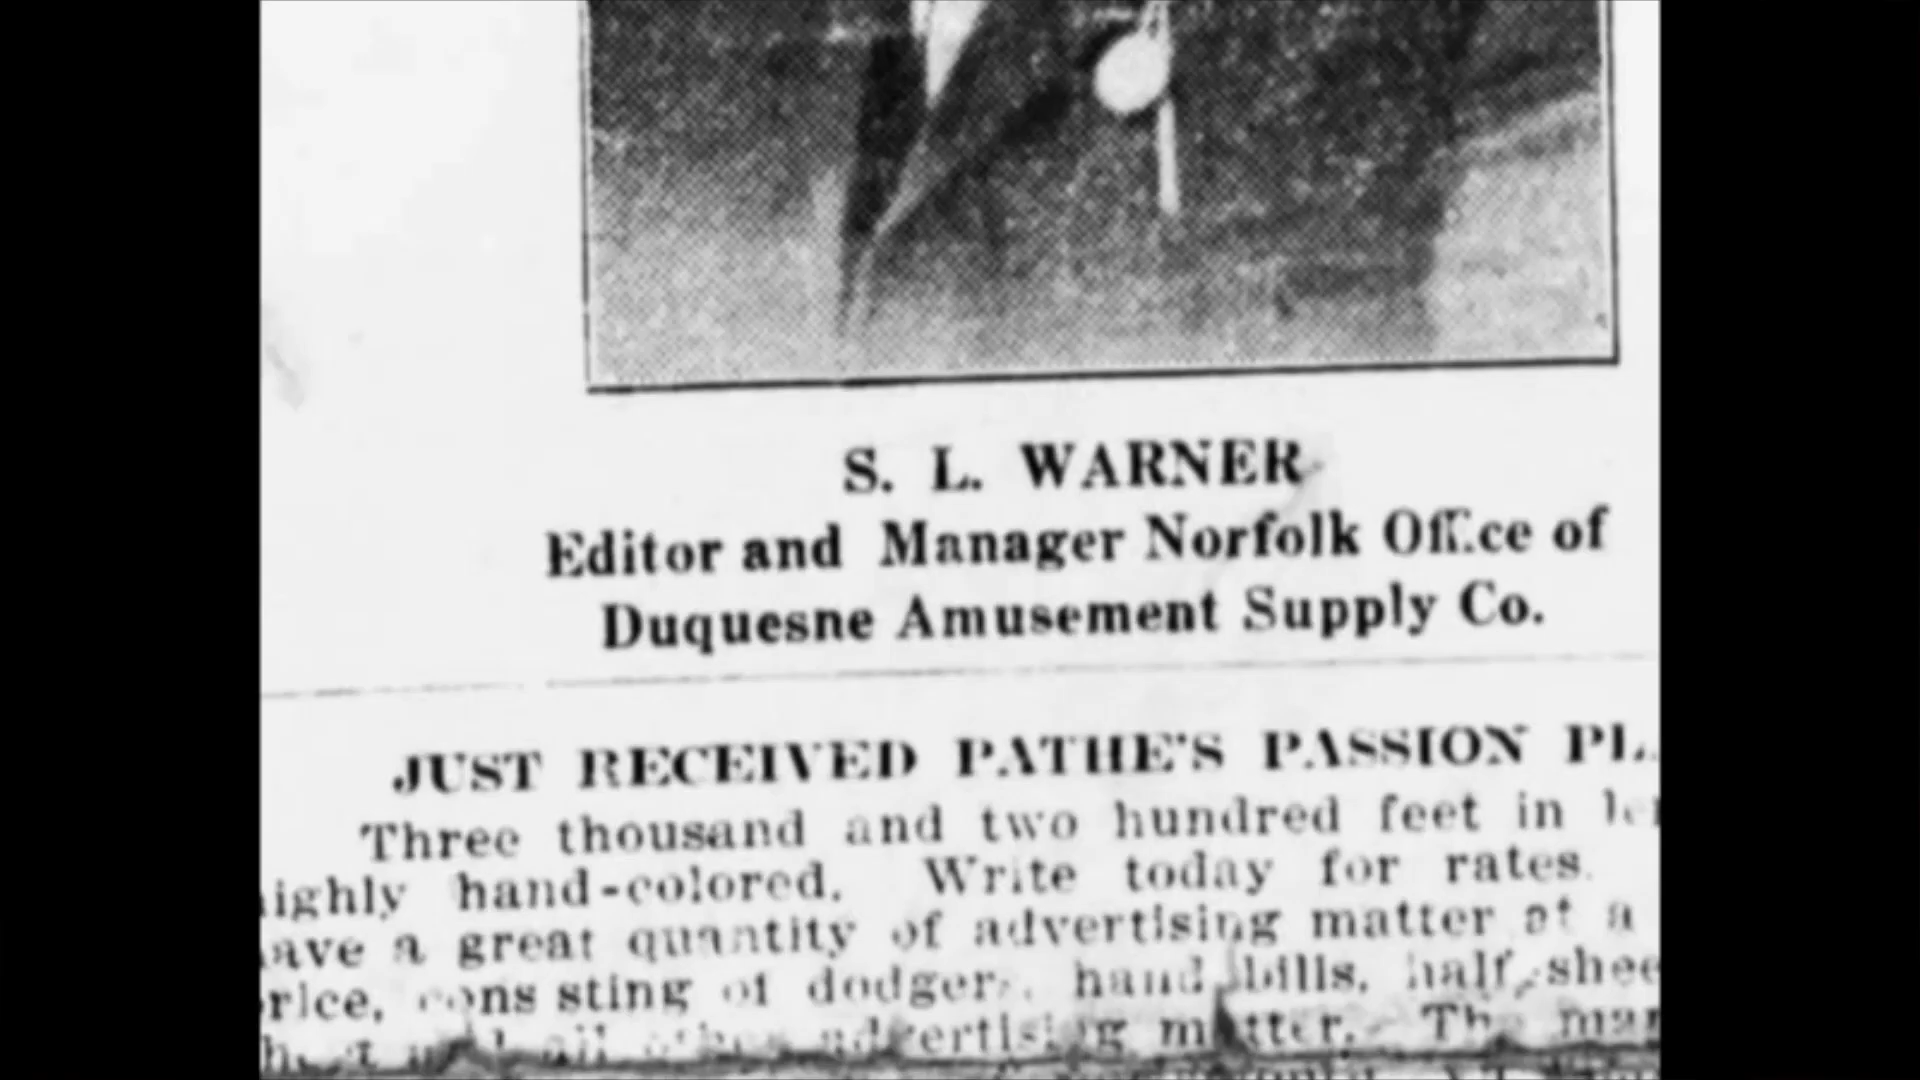 S. L. WARNER
Editor and Manager Norfolk Office of
Duquesne Amusement Supply Co.
JUST RECEIVED PATHE'S PASSION
Three thousand and two hundred feet in
hand-colored. Write today for rates.
a great quantity of advertising matter at a
of dodgers, hand bills, half
advertising matter.